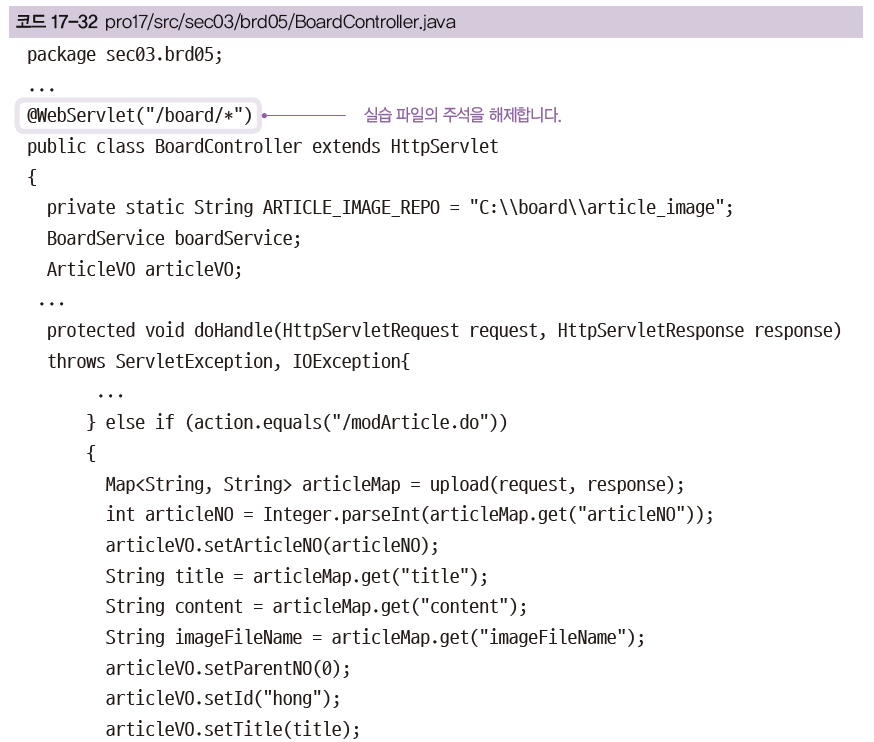 코드 17-32 pro17/src/sec03/brd05/BoardController.java
package sec03.brd05;
...
@WebServlet("/board/*") 실습 파일의 주석을 해제합니다.
public class BoardController extends HttpServlet
{
private static String ARTICLE_IMAGE_REPO = "C:\\board\\article_image";
BoardService boardService;
ArticleVO articleVO;
...
protected void doHandle(HttpServletRequest request, HttpServletResponse response)
throws ServletException, IOException{
...
} else if (action.equals("/modArticle.do"))
{
Map<String, String> articleMap = upload(request, response);
int articleNO = Integer.parseInt(articleMap.get("articleNO"));
articleVO.setArticleNO(articleNO);
String title = articleMap.get("title");
String content = articleMap.get("content");
String imageFileName = articleMap.get("imageFileName");
articleVO.setParentNO(0);
articleVO.setId("hong");
articleVO.setTitle(title);